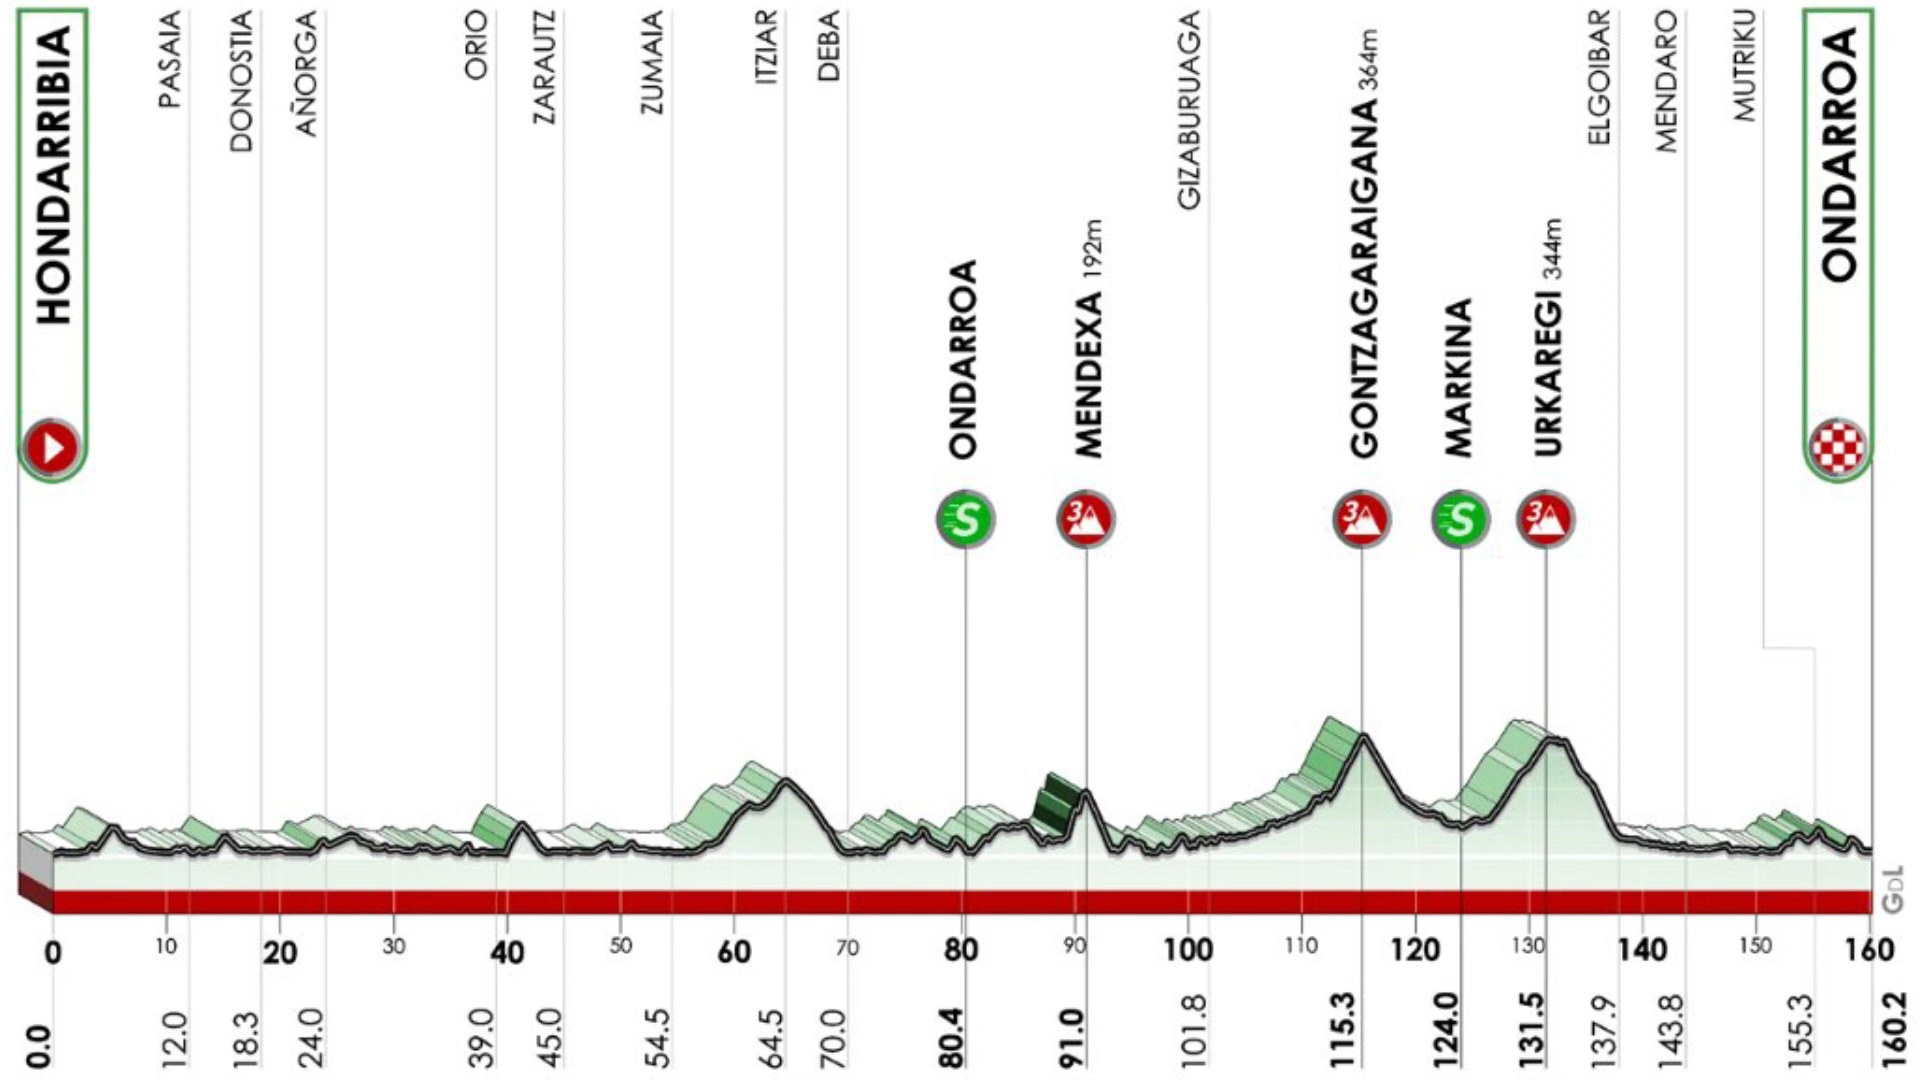 HONDARRIBIA
PASAIA
DONOSTIA
AÑORGA
ORIO
ZARAUTZ
ZUMAIA
ITZIAR
DEBA
ONDARROA
MENDEXA 192m
GIZABURUAGA
GONTZAGARAIGANA 364m
MARKINA
URKAREGI 344m
ELGOIBAR
MENDARO
MUTRIKU
ONDARROA
S
3
3
S
3
GDL
0 10 20 30 40 50 60 70 80 90 100 110 120 130 140 150 160
0.0
12.0
18.3
24.0
39.0
45.0
54.5
64.5
70.0
80.4
91.0
101.8
115.3
124.0
131.5
137.9
143.8
155.3
160.2